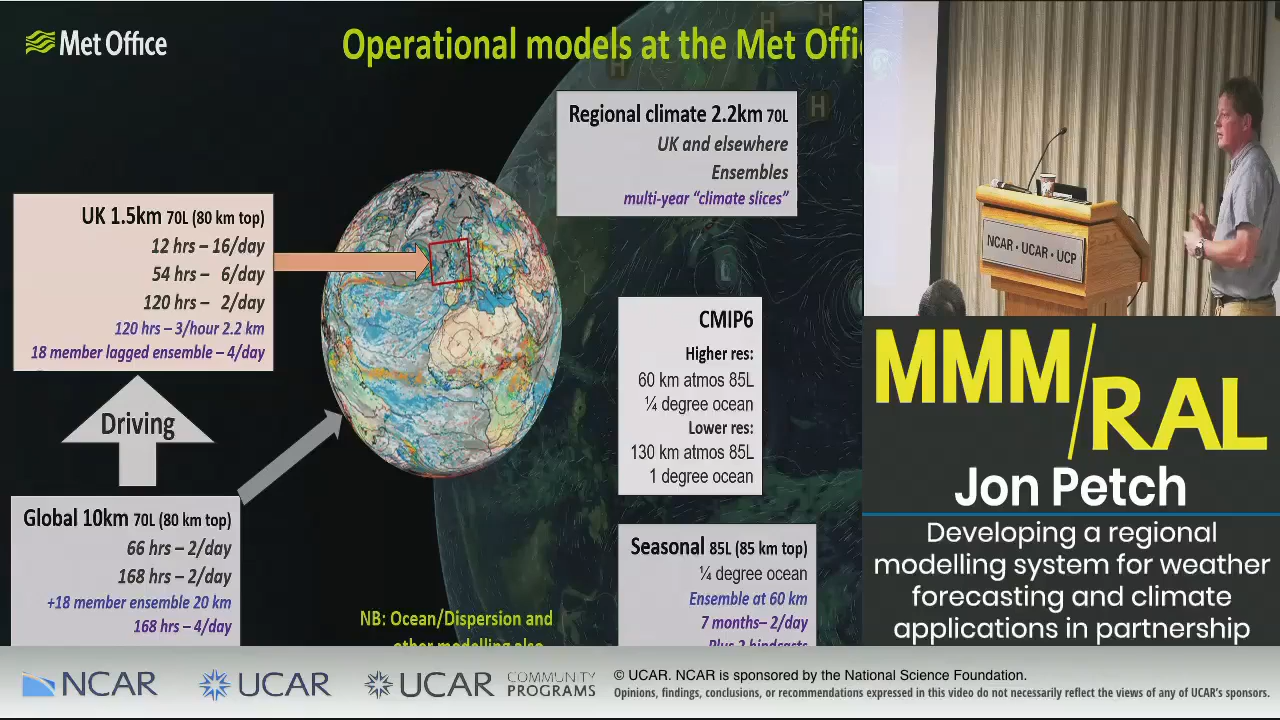 Met Office
Operational models at the Met Offi
Regional climate 2.2km 70L
UK and elsewhere
Ensembles
multi-year “climate slices”
UK 1.5km 70L (80 km top)
12 hrs – 16/day
54 hrs – 6/day
120 hrs – 2/day
120 hrs – 3/hour 2.2 km
18 member lagged ensemble – 4/day
Driving
Global 10km 70L (80 km top)
66 hrs – 2/day
168 hrs – 2/day
+18 member ensemble 20 km
168 hrs – 4/day
CMIP6
Higher res:
60 km atmos 85L
¼ degree ocean
Lower res:
130 km atmos 85L
1 degree ocean
Seasonal 85L (85 km top)
¼ degree ocean
Ensemble at 60 km
7 months– 2/day
Plus 2 hindcasts
NB: Ocean/Dispersion and
other modelling also
H
H
H
H
L
NCAR • UCAR • UCP
MMM/
RAL
Jon Petch
Developing a regional
modelling system for weather
forecasting and climate
applications in partnership
NCAR
UCAR
UCAR COMMUNITY
PROGRAMS
© UCAR. NCAR is sponsored by the National Science Foundation.
Opinions, findings, conclusions, or recommendations expressed in this video do not necessarily reflect the views of any of UCAR's sponsors.